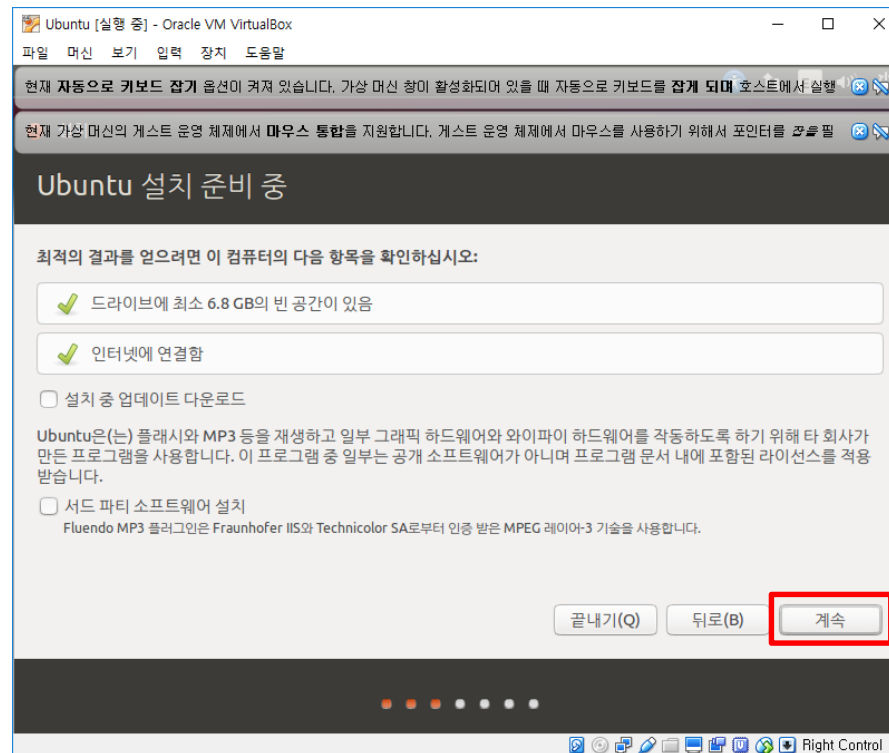 Ubuntu [실행 중] - Oracle VM VirtualBox
파일 머신 보기 입력 장치 도움말
현재 자동으로 키보드 잡기 옵션이 켜져 있습니다. 가상 머신 창이 활성화되어 있을 때 자동으로 키보드를 잡게 되며 호스트에서 실행
현재 가상 머신의 게스트 운영 체제에서 마우스 통합을 지원합니다. 게스트 운영 체제에서 마우스를 사용하기 위해서 포인터를 잡을 필
Ubuntu 설치 준비 중
최적의 결과를 얻으려면 이 컴퓨터의 다음 항목을 확인하십시오:
드라이브에 최소 6.8 GB의 빈 공간이 있음
인터넷에 연결함
설치 중 업데이트 다운로드
Ubuntu은(는) 플래시와 MP3 등을 재생하고 일부 그래픽 하드웨어와 와이파이 하드웨어를 작동하도록 하기 위해 타 회사가
만든 프로그램을 사용합니다. 이 프로그램 중 일부는 공개 소프트웨어가 아니며 프로그램 문서 내에 포함된 라이선스를 적용
받습니다.
서드 파티 소프트웨어 설치
Fluendo MP3 플러그인은 Fraunhofer IIS와 Technicolor SA로부터 인증 받은 MPEG 레이어-3 기술을 사용합니다.
끝내기(Q) 뒤로(B) 계속
Right Control